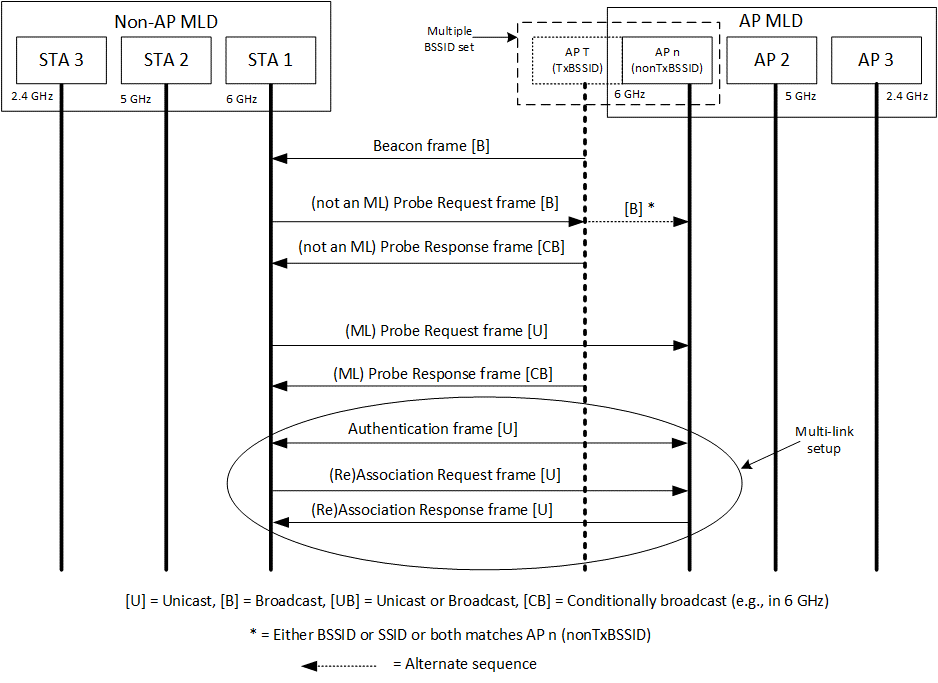 Non-AP MLD
STA 3
STA 2
STA 1
2.4 GHz
5 GHz
6 GHz
Multiple
BSSID set
AP MLD
AP T
(TxBSSID)
AP n
(nonTxBSSID)
AP 2
AP 3
6 GHz
5 GHz
2.4 GHz
Beacon frame [B]
(not an ML) Probe Request frame [B]
[B] *
(not an ML) Probe Response frame [CB]
(ML) Probe Request frame [U]
(ML) Probe Response frame [CB]
Authentication frame [U]
Multi-link
setup
(Re)Association Request frame [U]
(Re)Association Response frame [U]
[U] = Unicast, [B] = Broadcast, [UB] = Unicast or Broadcast, [CB] = Conditionally broadcast (e.g., in 6 GHz)
* = Either BSSID or SSID or both matches AP n (nonTxBSSID)
= Alternate sequence